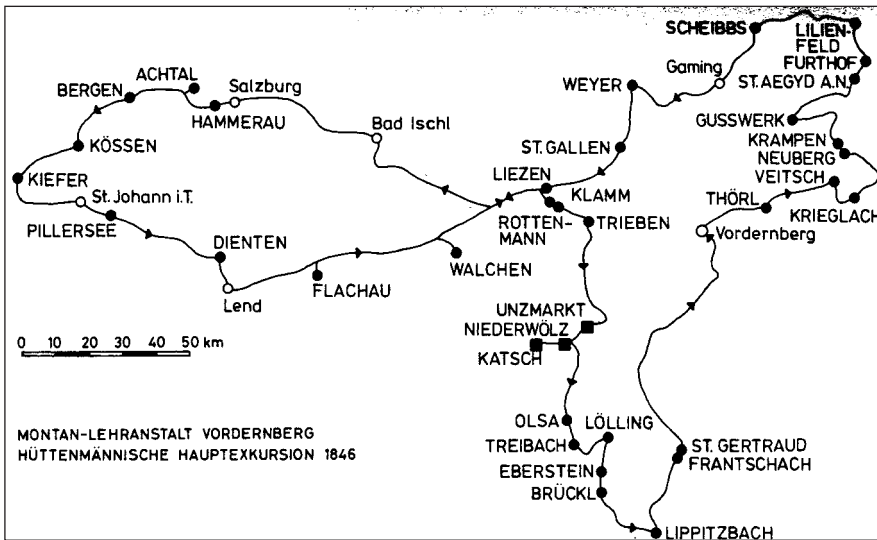 SCHEIBBS
LILIEN-
FELD
FURTHOF
ST.AEGYD A.N.
Gaming
WEYER
ACHTAL
Salzburg
BERGEN
HAMMERAU
GUSSWERK
Bad Ischl
KÖSSEN
ST.GALLEN
KRAMPEN
NEUBERG
VEITSCH
LIEZEN
KLAMM
KIEFER
St.Johann i.T.
THÖRL
KRIEGLACH
ROTTEN-
MANN
TRIEBEN
PILLERSEE
Vordernberg
DIENTEN
WALCHEN
Lend
FLACHAU
UNZMARKT
NIEDERWÖLZ
KATSCH
0 10 20 30 40 50 km
OLSA
LÖLLING
MONTAN-LEHRANSTALT VORDERNBERG
HÜTTENMÄNNISCHE HAUPTEXKURSION 1846
TREIBACH
ST. GERTRAUD
FRANTSCHACH
EBERSTEIN
BRÜCKL
LIPPITZBACH